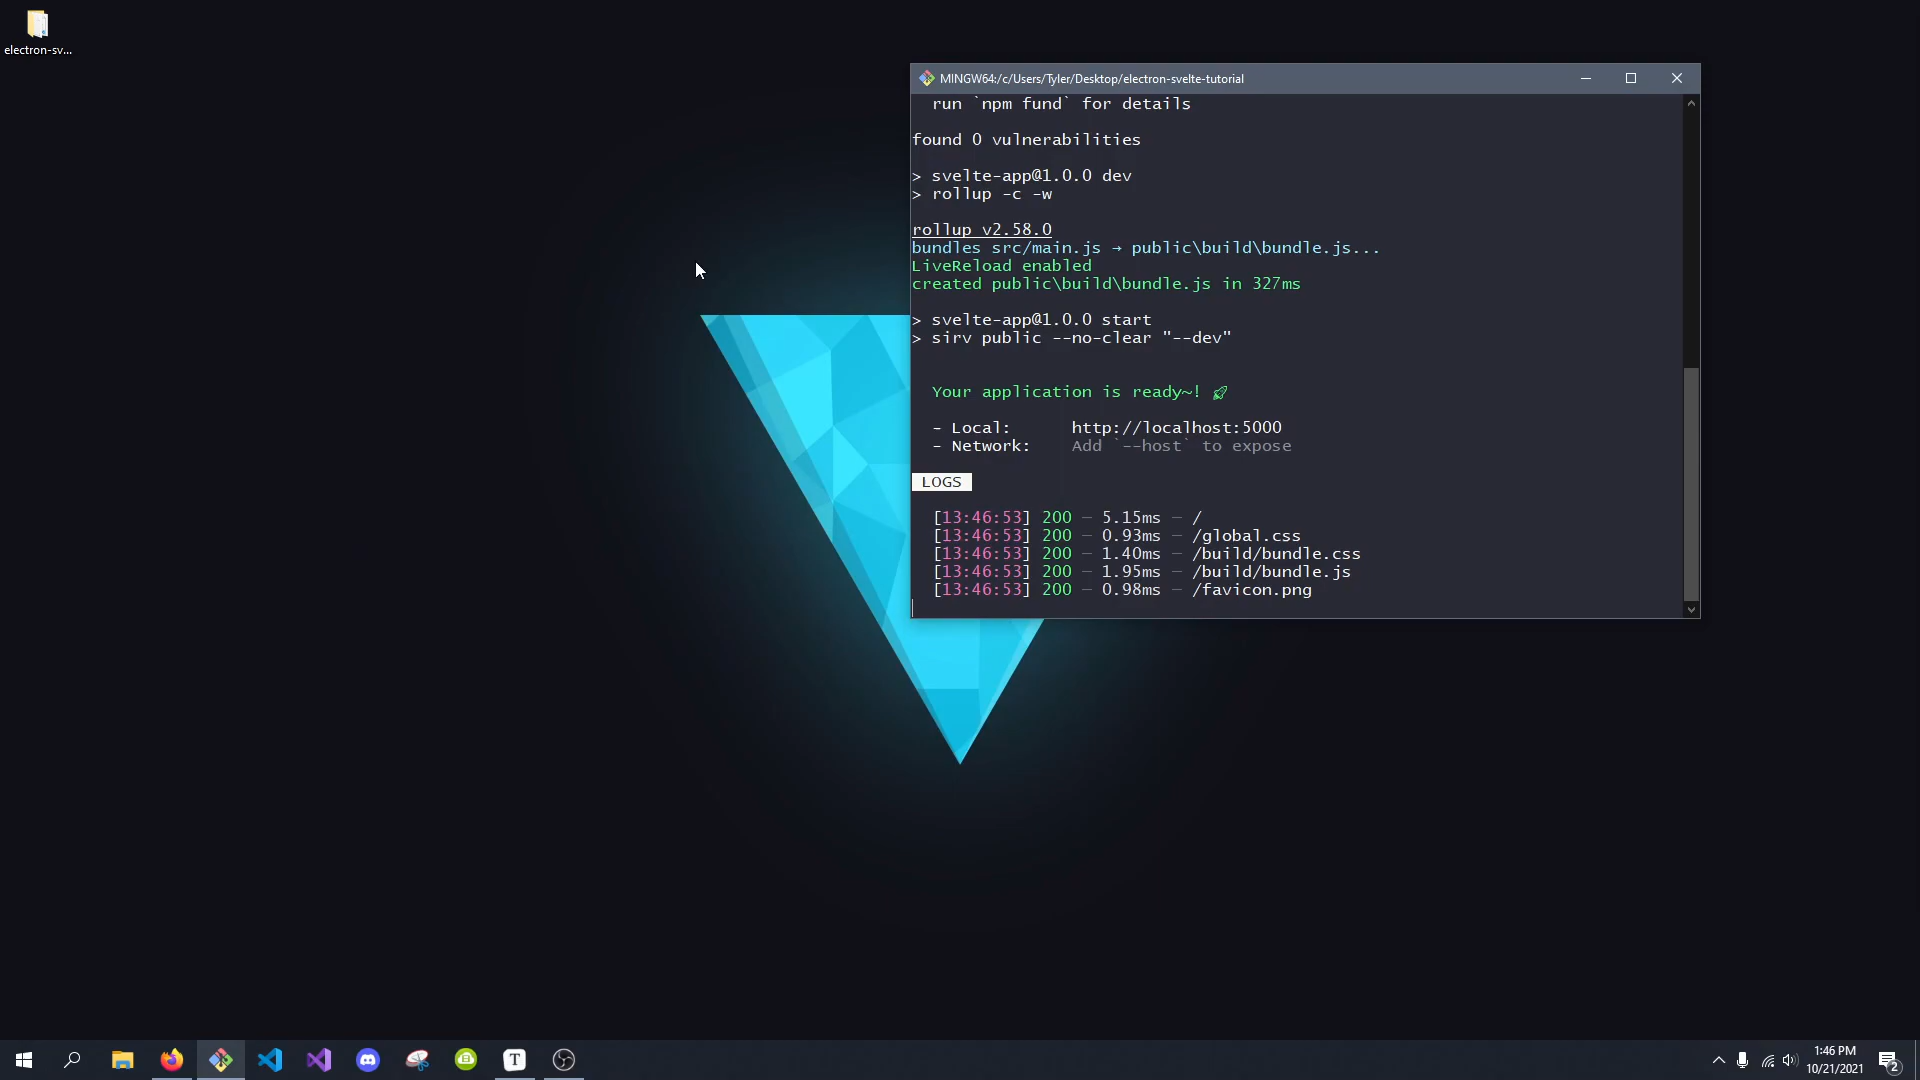 electron-sv...
MINGW64:/c/Users/Tyler/Desktop/electron-svelte-tutorial
run `npm fund` for details
found 0 vulnerabilities
> svelte-app@1.0.0 dev
> rollup -c -w
rollup v2.58.0
bundles src/main.js → public\build\bundle.js...
LiveReload enabled
created public\build\bundle.js in 327ms
> svelte-app@1.0.0 start
> sirv public --no-clear "--dev"
Your application is ready~! 🚀
- Local: http://localhost:5000
- Network: Add `--host` to expose
LOGS
[13:46:53] 200 — 5.15ms — /
[13:46:53] 200 — 0.93ms — /global.css
[13:46:53] 200 — 1.40ms — /build/bundle.css
[13:46:53] 200 — 1.95ms — /build/bundle.js
[13:46:53] 200 — 0.98ms — /favicon.png
T
1:46 PM
10/21/2021
2